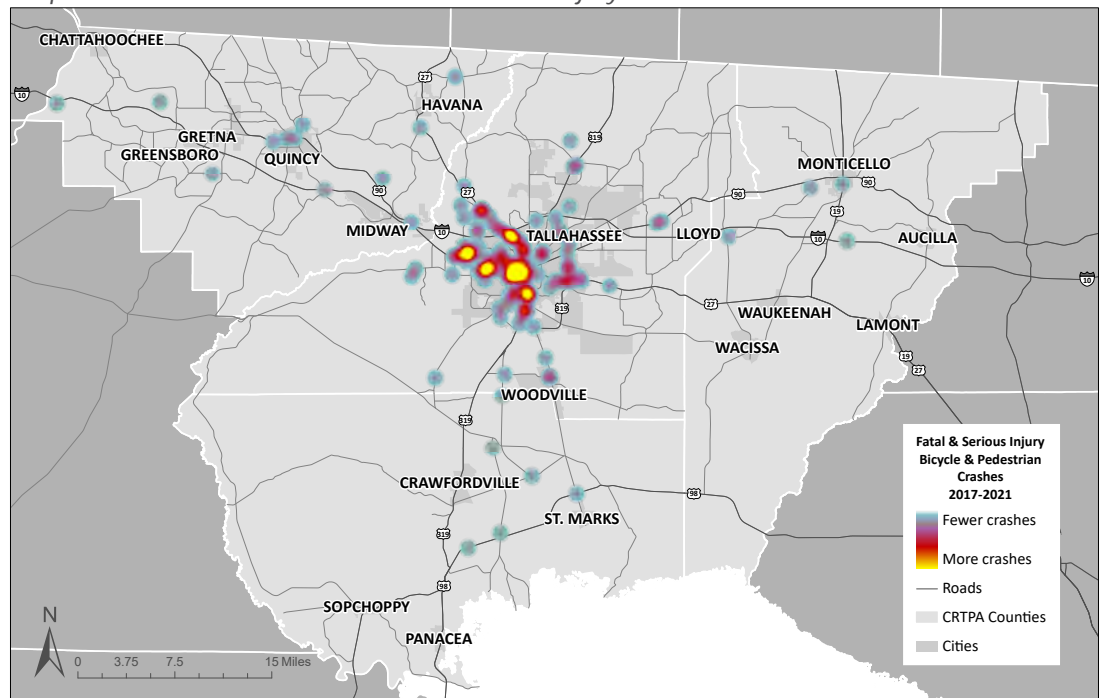 CHATTAHOOCHEE
27
10
HAVANA
319
GRETNA
GREENSBORO
QUINCY
MONTICELLO
90
27
90
90
19
MIDWAY
10
TALLAHASSEE
LLOYD
10
AUCILLA
10
27
319
WAUKEENAH
LAMONT
WACISSA
19
27
WOODVILLE
319
CRAWFORDVILLE
98
ST. MARKS
319
98
SOPCHOPPY
PANACEA
Fatal & Serious Injury
Bicycle & Pedestrian
Crashes
2017-2021
Fewer crashes
More crashes
Roads
CRTPA Counties
Cities
N
0 3.75 7.5 15 Miles